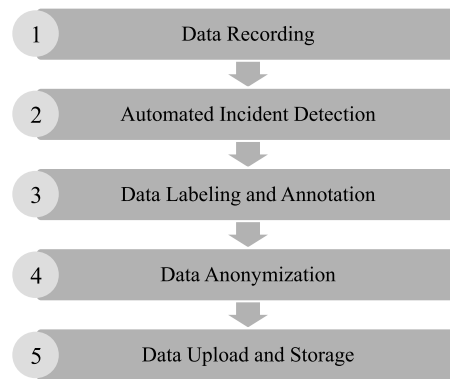 1 Data Recording
2 Automated Incident Detection
3 Data Labeling and Annotation
4 Data Anonymization
5 Data Upload and Storage